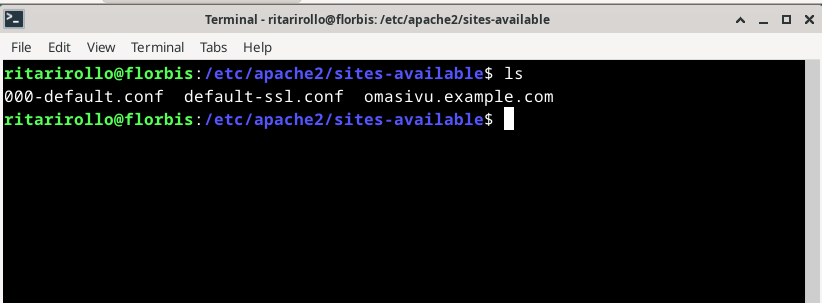 Terminal - ritarirollo@florbis: /etc/apache2/sites-available
File Edit View Terminal Tabs Help
ritarirollo@florbis:/etc/apache2/sites-available$ ls
000-default.conf  default-ssl.conf  omasivu.example.com
ritarirollo@florbis:/etc/apache2/sites-available$